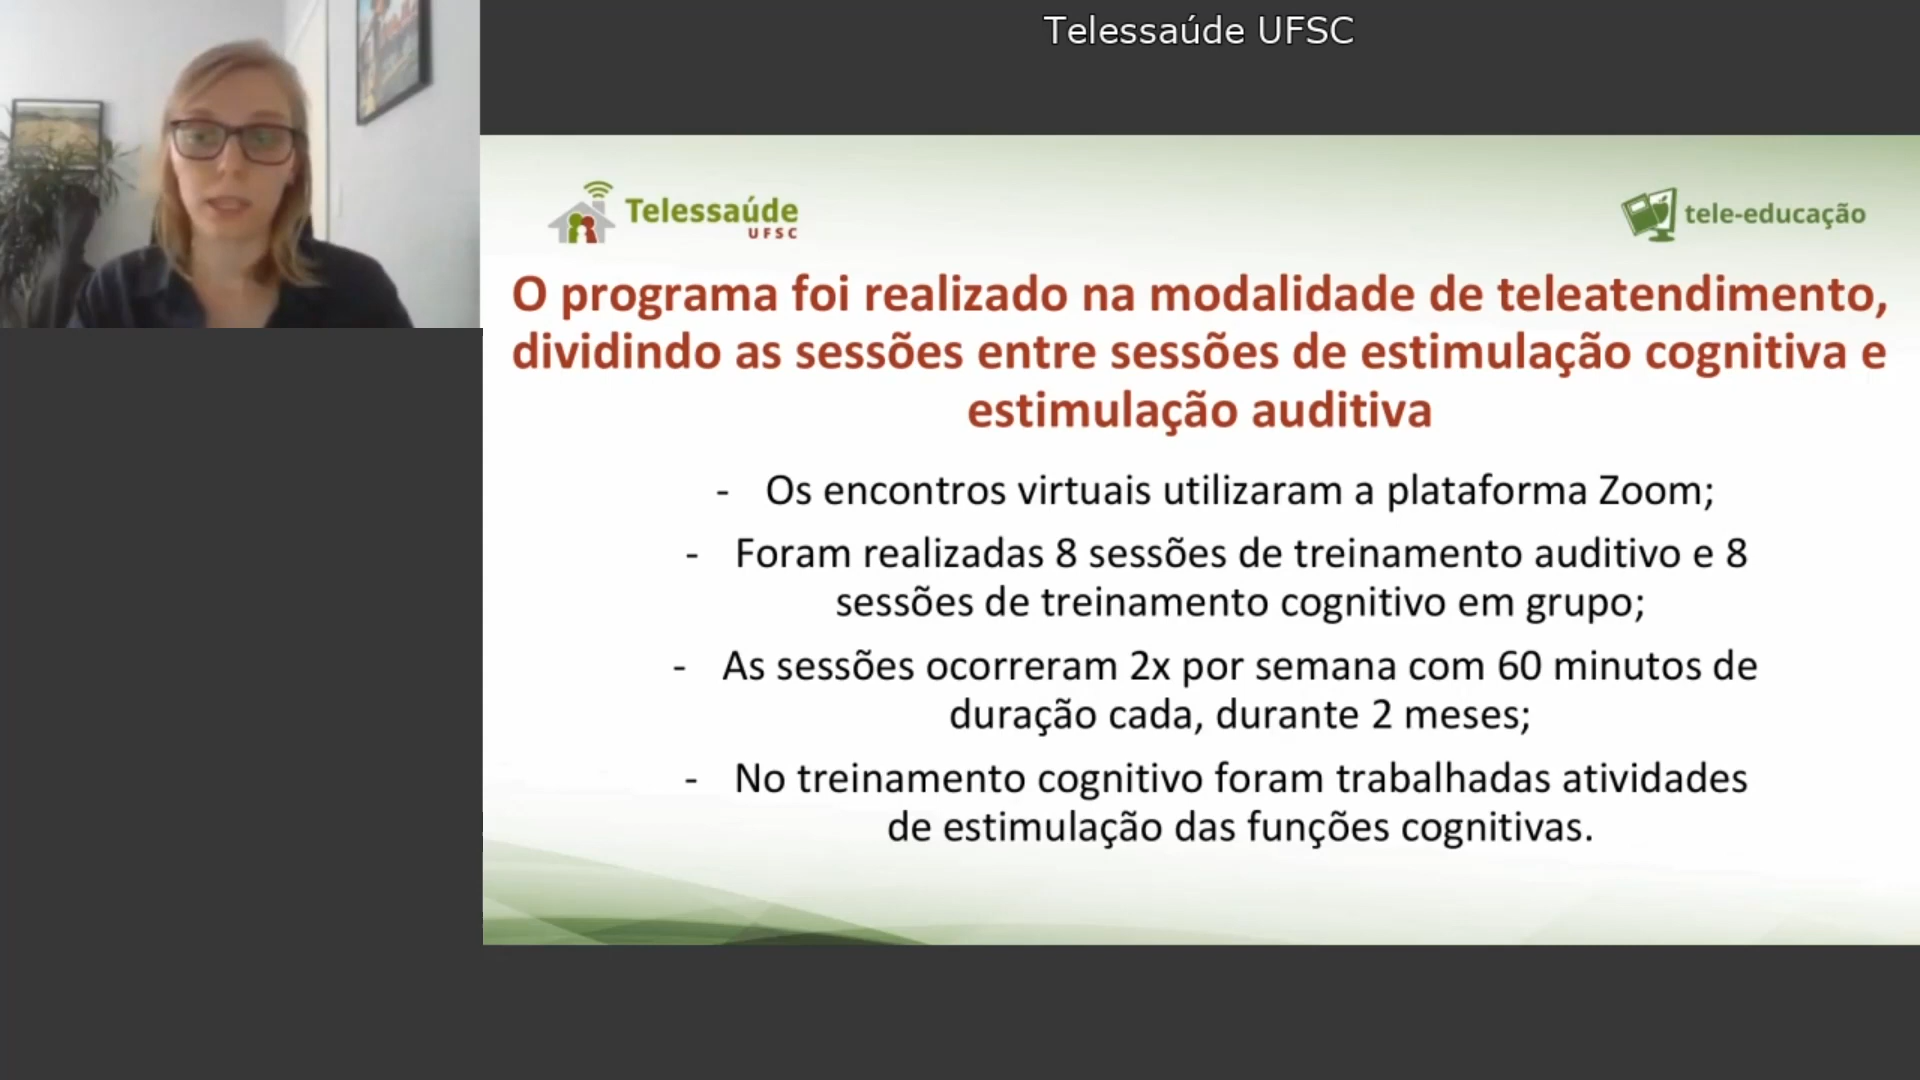 Telessaúde UFSC
Telessaúde
UFSC
tele-educação
O programa foi realizado na modalidade de teleatendimento,
dividindo as sessões entre sessões de estimulação cognitiva e
estimulação auditiva
- Os encontros virtuais utilizaram a plataforma Zoom;
- Foram realizadas 8 sessões de treinamento auditivo e 8
sessões de treinamento cognitivo em grupo;
- As sessões ocorreram 2x por semana com 60 minutos de
duração cada, durante 2 meses;
- No treinamento cognitivo foram trabalhadas atividades
de estimulação das funções cognitivas.